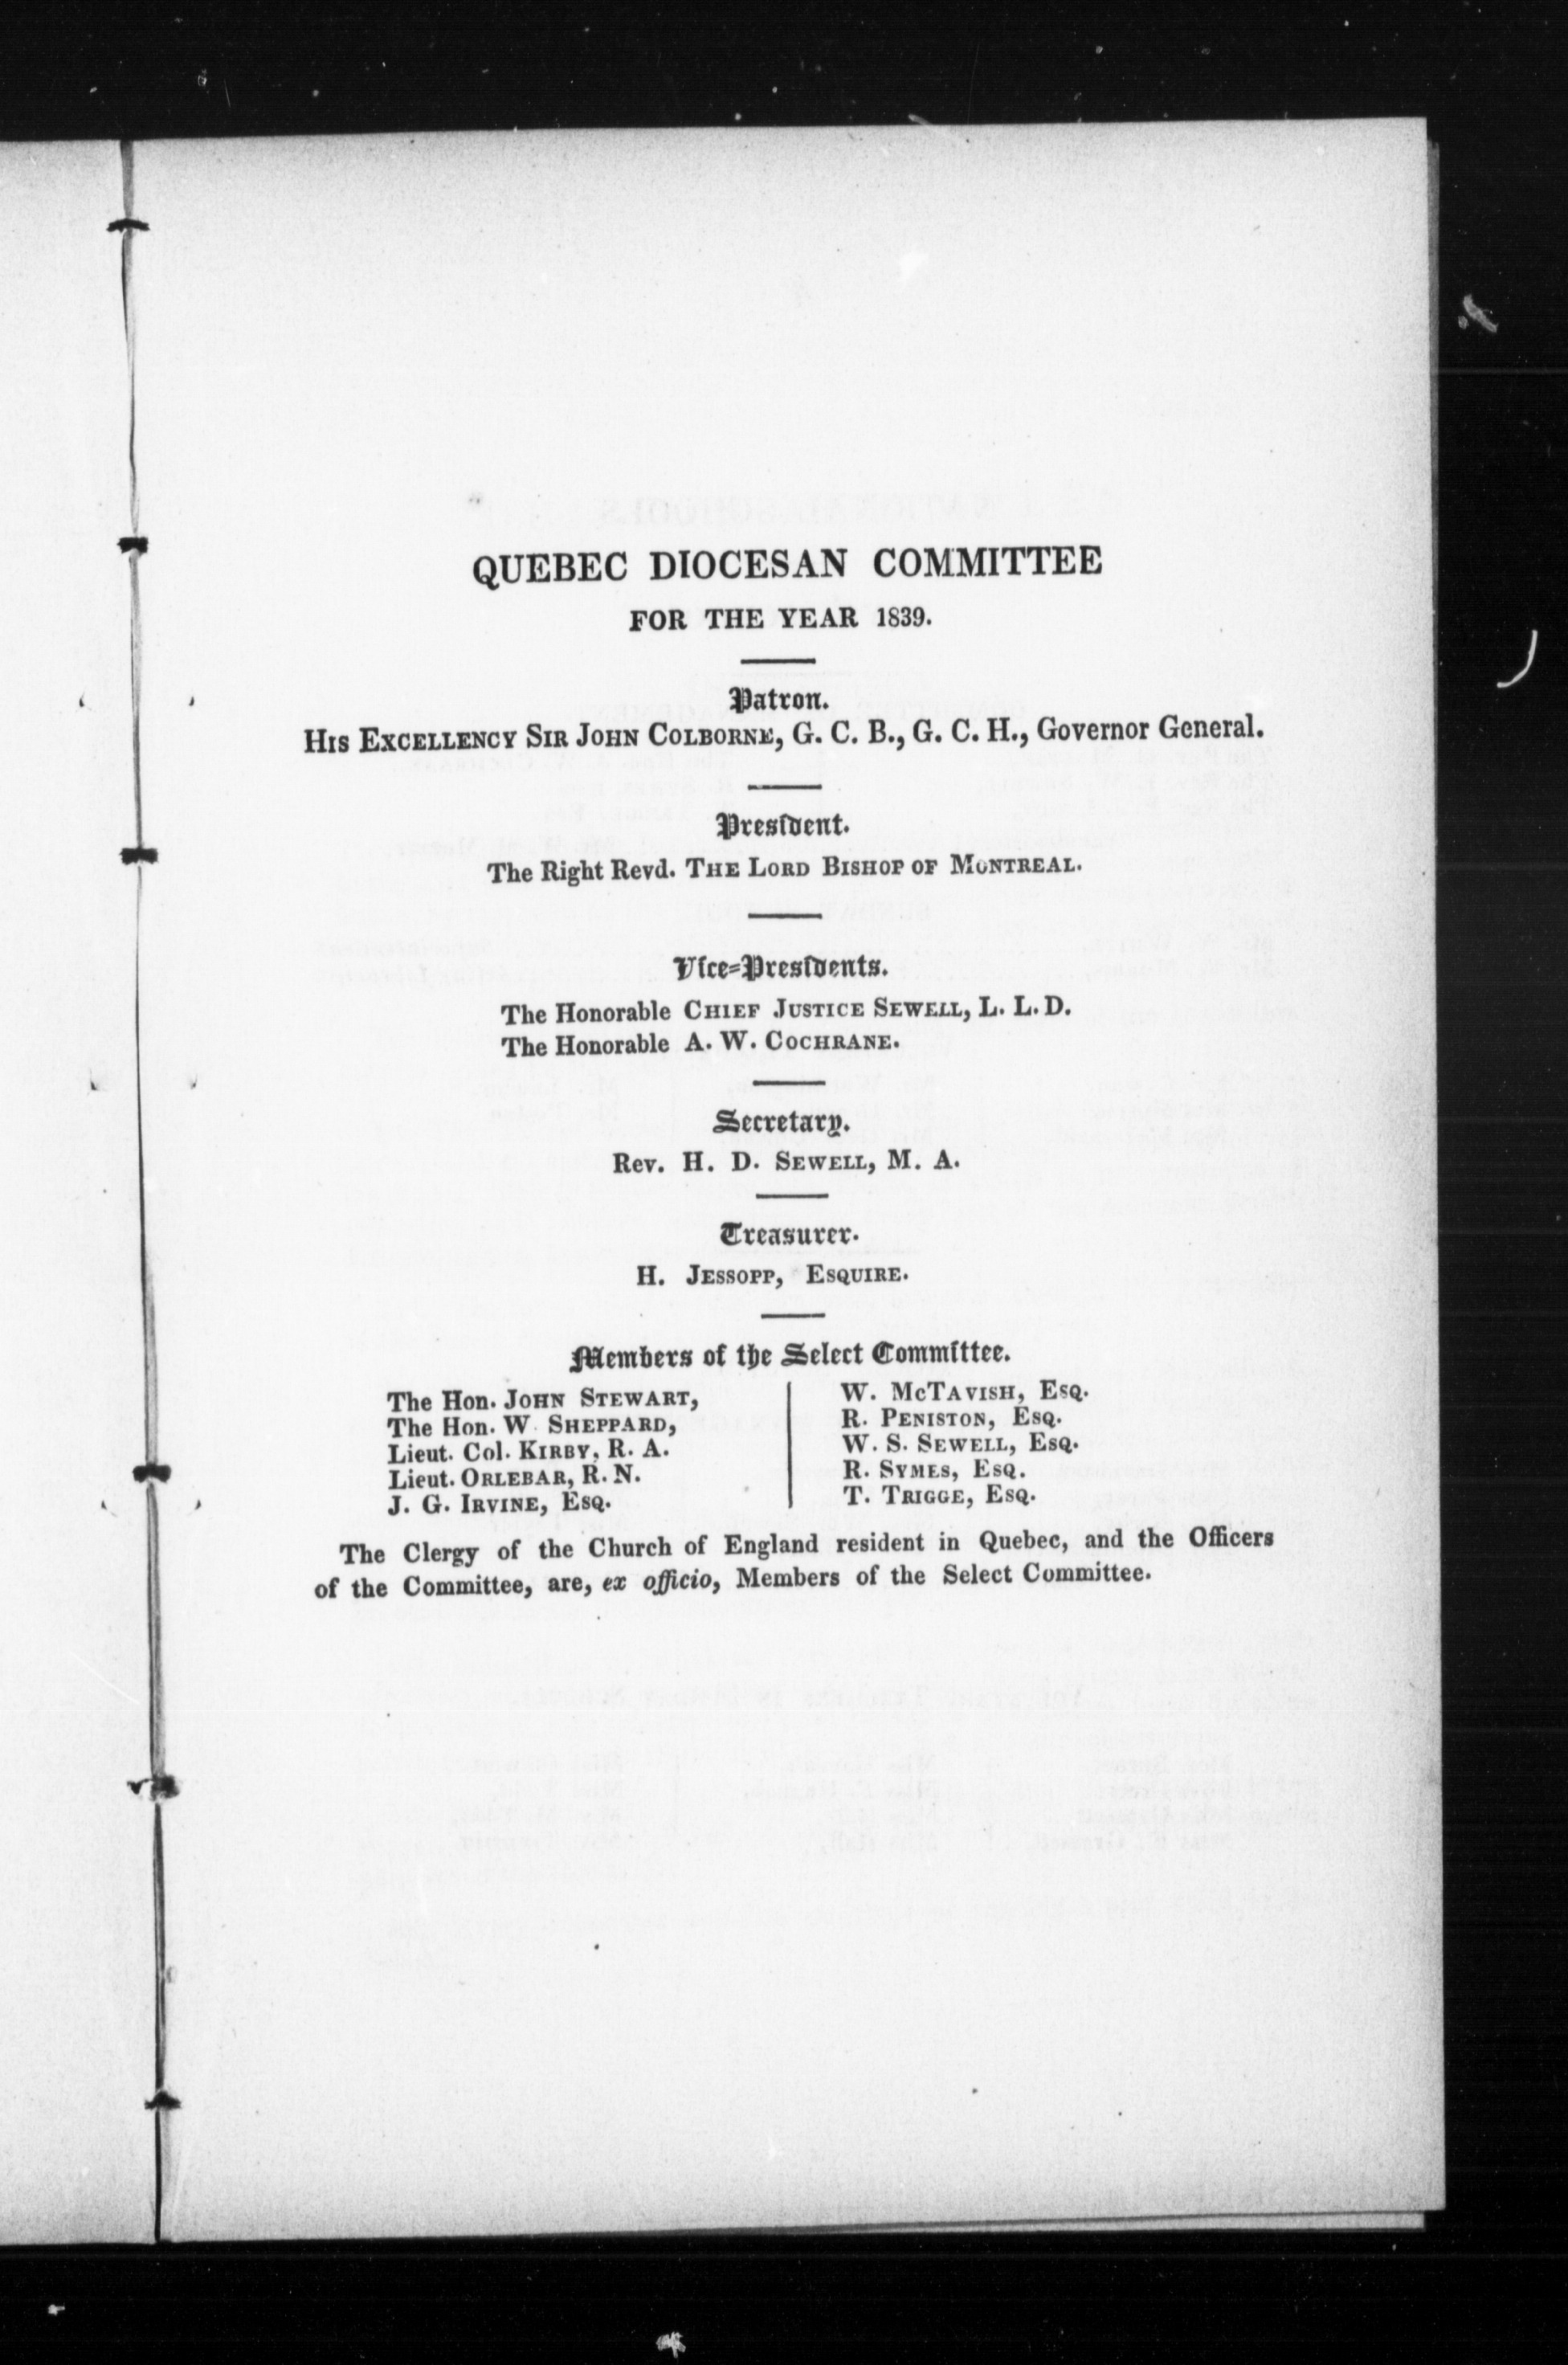 QUEBEC DIOCESAN COMMITTEE
FOR THE YEAR 1839.
Patron.
HIS EXCELLENCY SIR JOHN COLBORNE, G. C. B., G. C. H., Governor General.
President.
The Right Revd. THE LORD BISHOP OF MONTREAL.
Vice-Presidents.
The Honorable CHIEF JUSTICE SEWELL, L. L. D.
The Honorable A. W. COCHRANE.
Secretary.
Rev. H. D. SEWELL, M. A.
Treasurer.
H. JESSOPP, ESQUIRE.
Members of the Select Committee.
The Hon. JOHN STEWART,
The Hon. W SHEPPARD,
Lieut. Col. KIRBY, R. A.
Lieut. ORLEBAR, R. N.
J. G. IRVINE, ESQ.
W. McTAVISH, ESQ.
R. PENISTON, ESQ.
W. S. SEWELL, ESQ.
R. SYMES, ESQ.
T. TRIGGE, ESQ.
The Clergy of the Church of England resident in Quebec, and the Officers
of the Committee, are, ex officio, Members of the Select Committee.